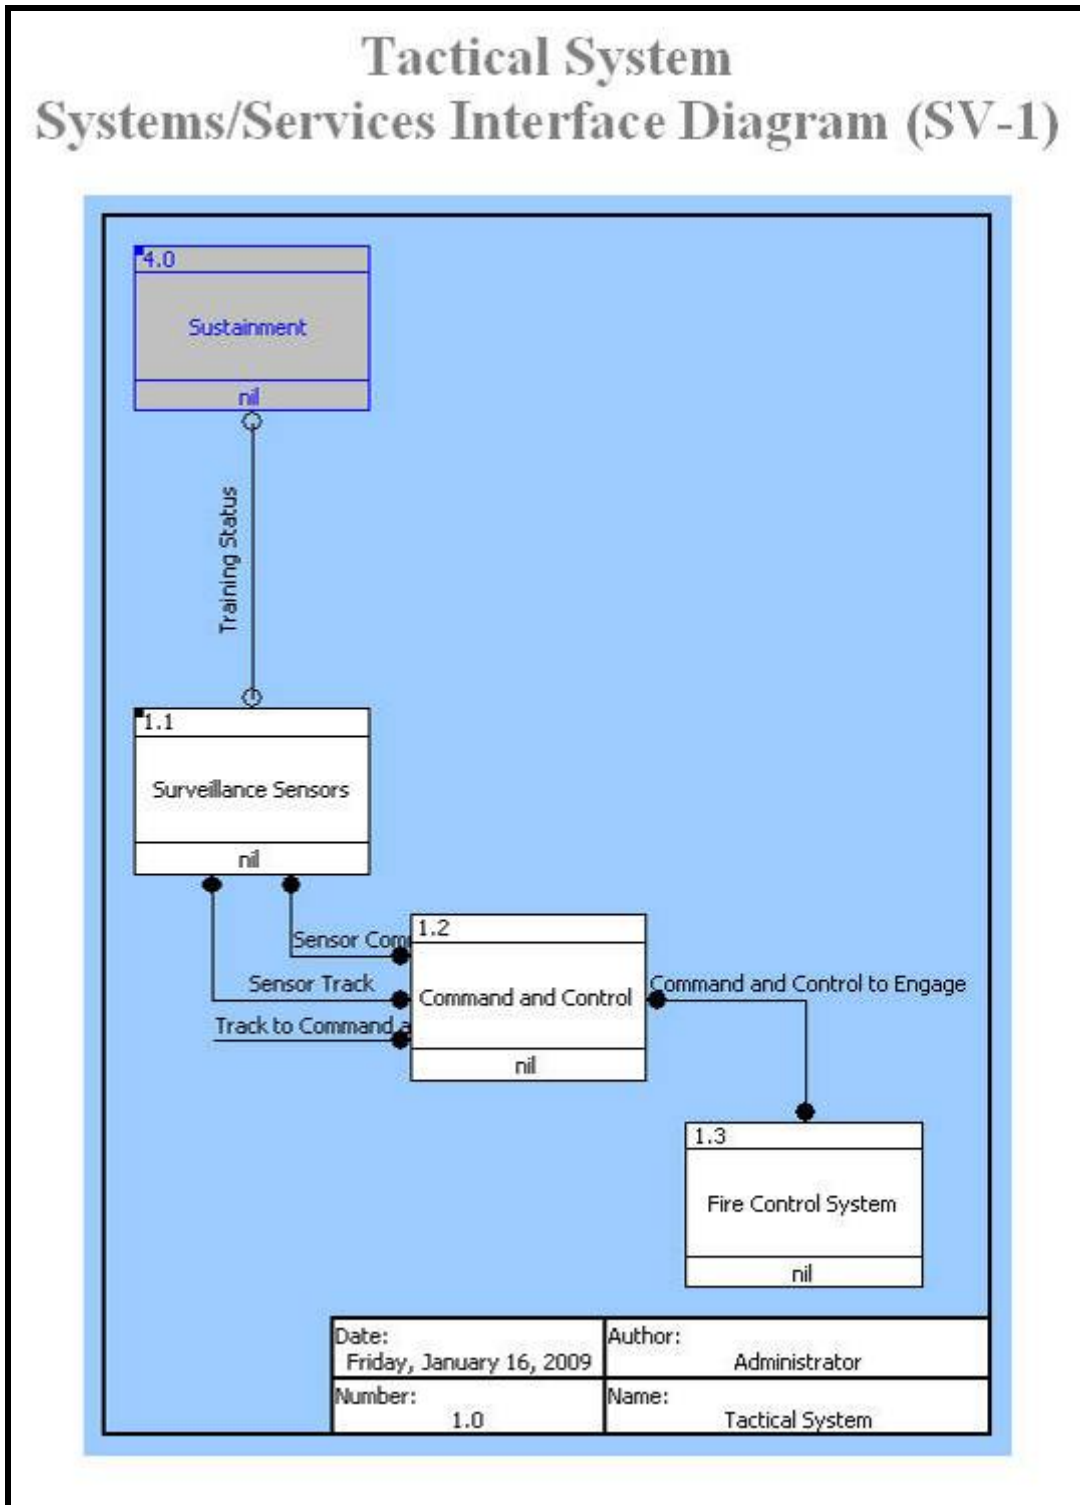 Tactical System
Systems/Services Interface Diagram (SV-1)
4.0
Sustainment
nil
Training Status
1.1
Surveillance Sensors
nil
Sensor
Sensor Track
Track to Command
1.2
Command and Control
nil
Command and Control to Engage
1.3
Fire Control System
nil
Date:
Friday, January 16, 2009
Author:
Administrator
Number:
1.0
Name:
Tactical System